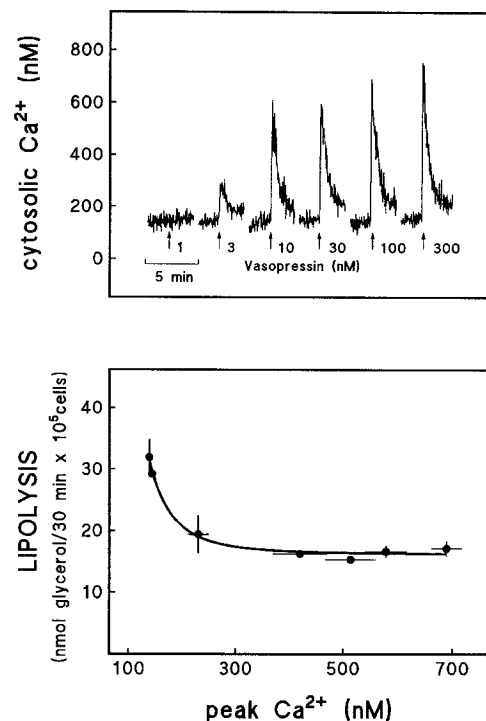 cytosolic Ca²⁺ (nM)
800
600
400
200
0
1 3 10 30 100 300
Vasopressin (nM)
5 min
LIPOLYSIS
(nmol glycerol/30 min x 10⁵cells)
40
30
20
10
100 300 500 700
peak Ca²⁺ (nM)